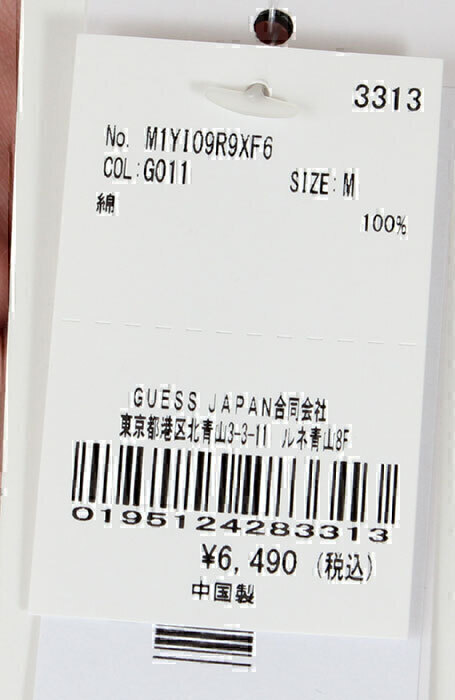 3313
No. M1YI09R9XF6
COL:G011 SIZE:M
綿 100%
GUESS JAPAN合同会社
東京都港区北青山3-3-11 ルネ青山8F
0195124283313
¥6,490 (税込)
中国製